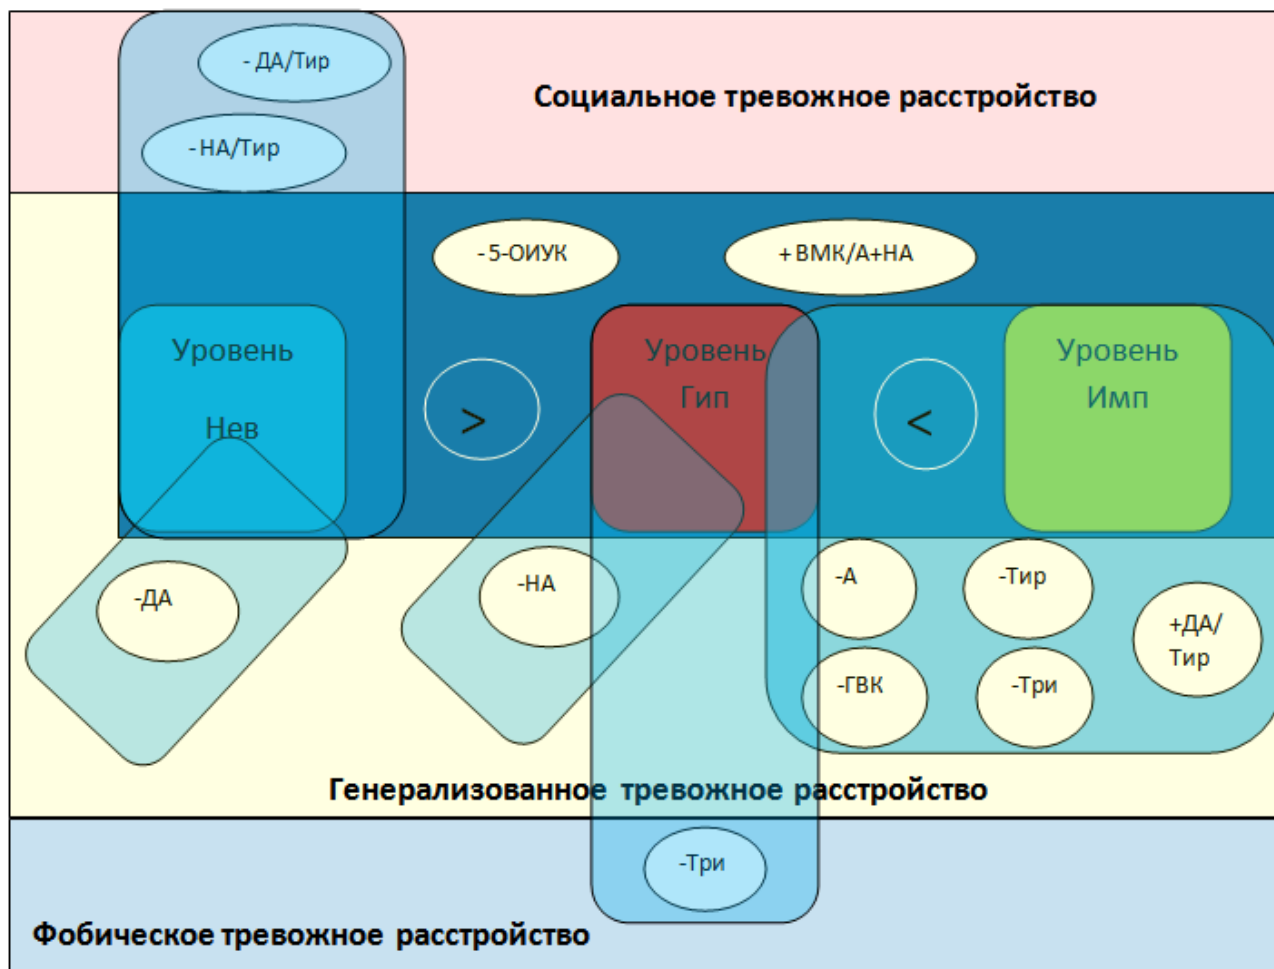 - ДА/Тир
Социальное тревожное расстройство
- НА/Тир
- 5-ОИУК
+ ВМК/А+НА
Уровень
Нев
>
Уровень
Гип
<
Уровень
Имп
-ДА
-НА
-А
-Тир
+ДА/
Тир
-ГВК
-Три
Генерализованное тревожное расстройство
-Три
Фобическое тревожное расстройство